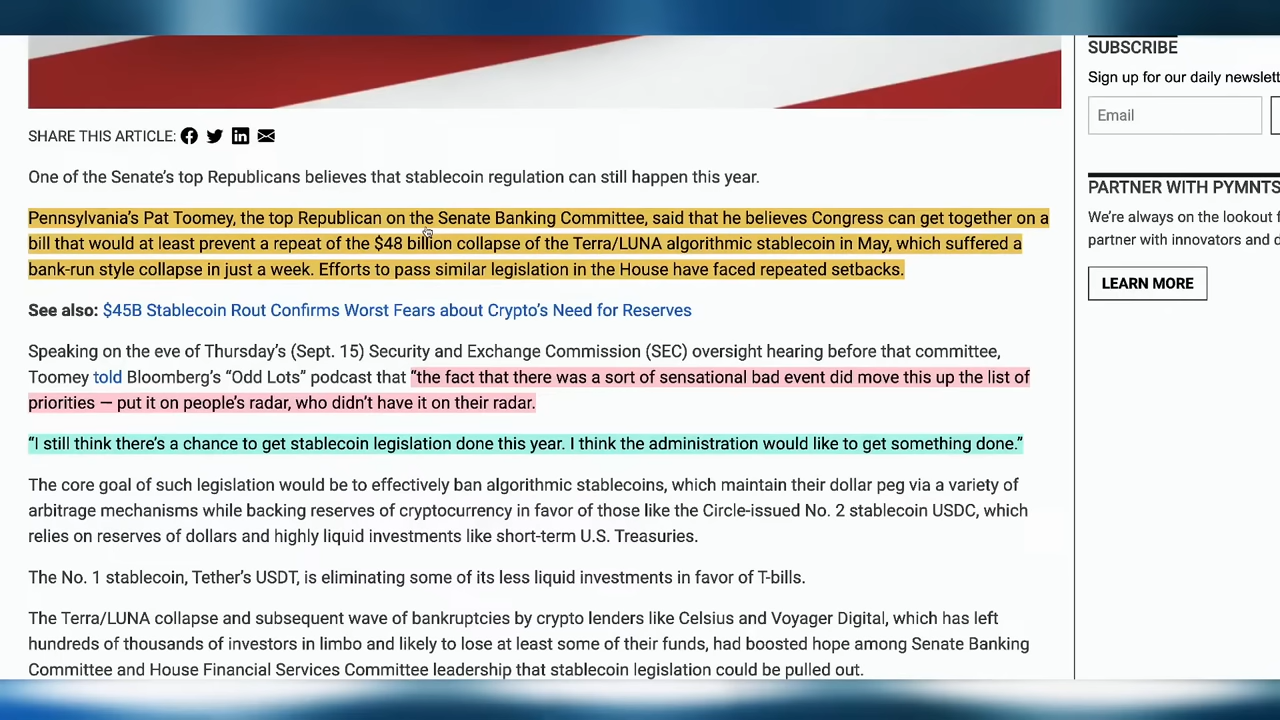 SHARE THIS ARTICLE:
One of the Senate's top Republicans believes that stablecoin regulation can still happen this year.
Pennsylvania's Pat Toomey, the top Republican on the Senate Banking Committee, said that he believes Congress can get together on a
bill that would at least prevent a repeat of the $48 billion collapse of the Terra/LUNA algorithmic stablecoin in May, which suffered a
bank-run style collapse in just a week. Efforts to pass similar legislation in the House have faced repeated setbacks.
See also: $45B Stablecoin Rout Confirms Worst Fears about Crypto's Need for Reserves
Speaking on the eve of Thursday's (Sept. 15) Security and Exchange Commission (SEC) oversight hearing before that committee,
Toomey told Bloomberg's “Odd Lots” podcast that “the fact that there was a sort of sensational bad event did move this up the list of
priorities — put it on people's radar, who didn't have it on their radar.
“I still think there's a chance to get stablecoin legislation done this year. I think the administration would like to get something done.”
The core goal of such legislation would be to effectively ban algorithmic stablecoins, which maintain their dollar peg via a variety of
arbitrage mechanisms while backing reserves of cryptocurrency in favor of those like the Circle-issued No. 2 stablecoin USDC, which
relies on reserves of dollars and highly liquid investments like short-term U.S. Treasuries.
The No. 1 stablecoin, Tether's USDT, is eliminating some of its less liquid investments in favor of T-bills.
The Terra/LUNA collapse and subsequent wave of bankruptcies by crypto lenders like Celsius and Voyager Digital, which has left
hundreds of thousands of investors in limbo and likely to lose at least some of their funds, had boosted hope among Senate Banking
Committee and House Financial Services Committee leadership that stablecoin legislation could be pulled out.
SUBSCRIBE
Sign up for our daily newslett
Email
PARTNER WITH PYMNTS
We're always on the lookout f
partner with innovators and d
LEARN MORE